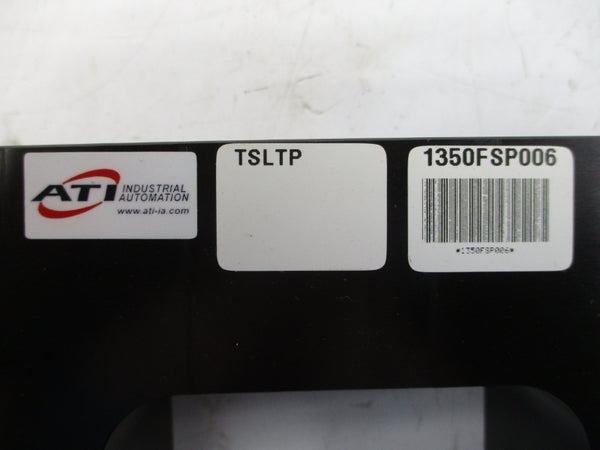 ATI INDUSTRIAL AUTOMATION
www.ati-ia.com
TSLTP
1350FSP006
*1350FSP006*